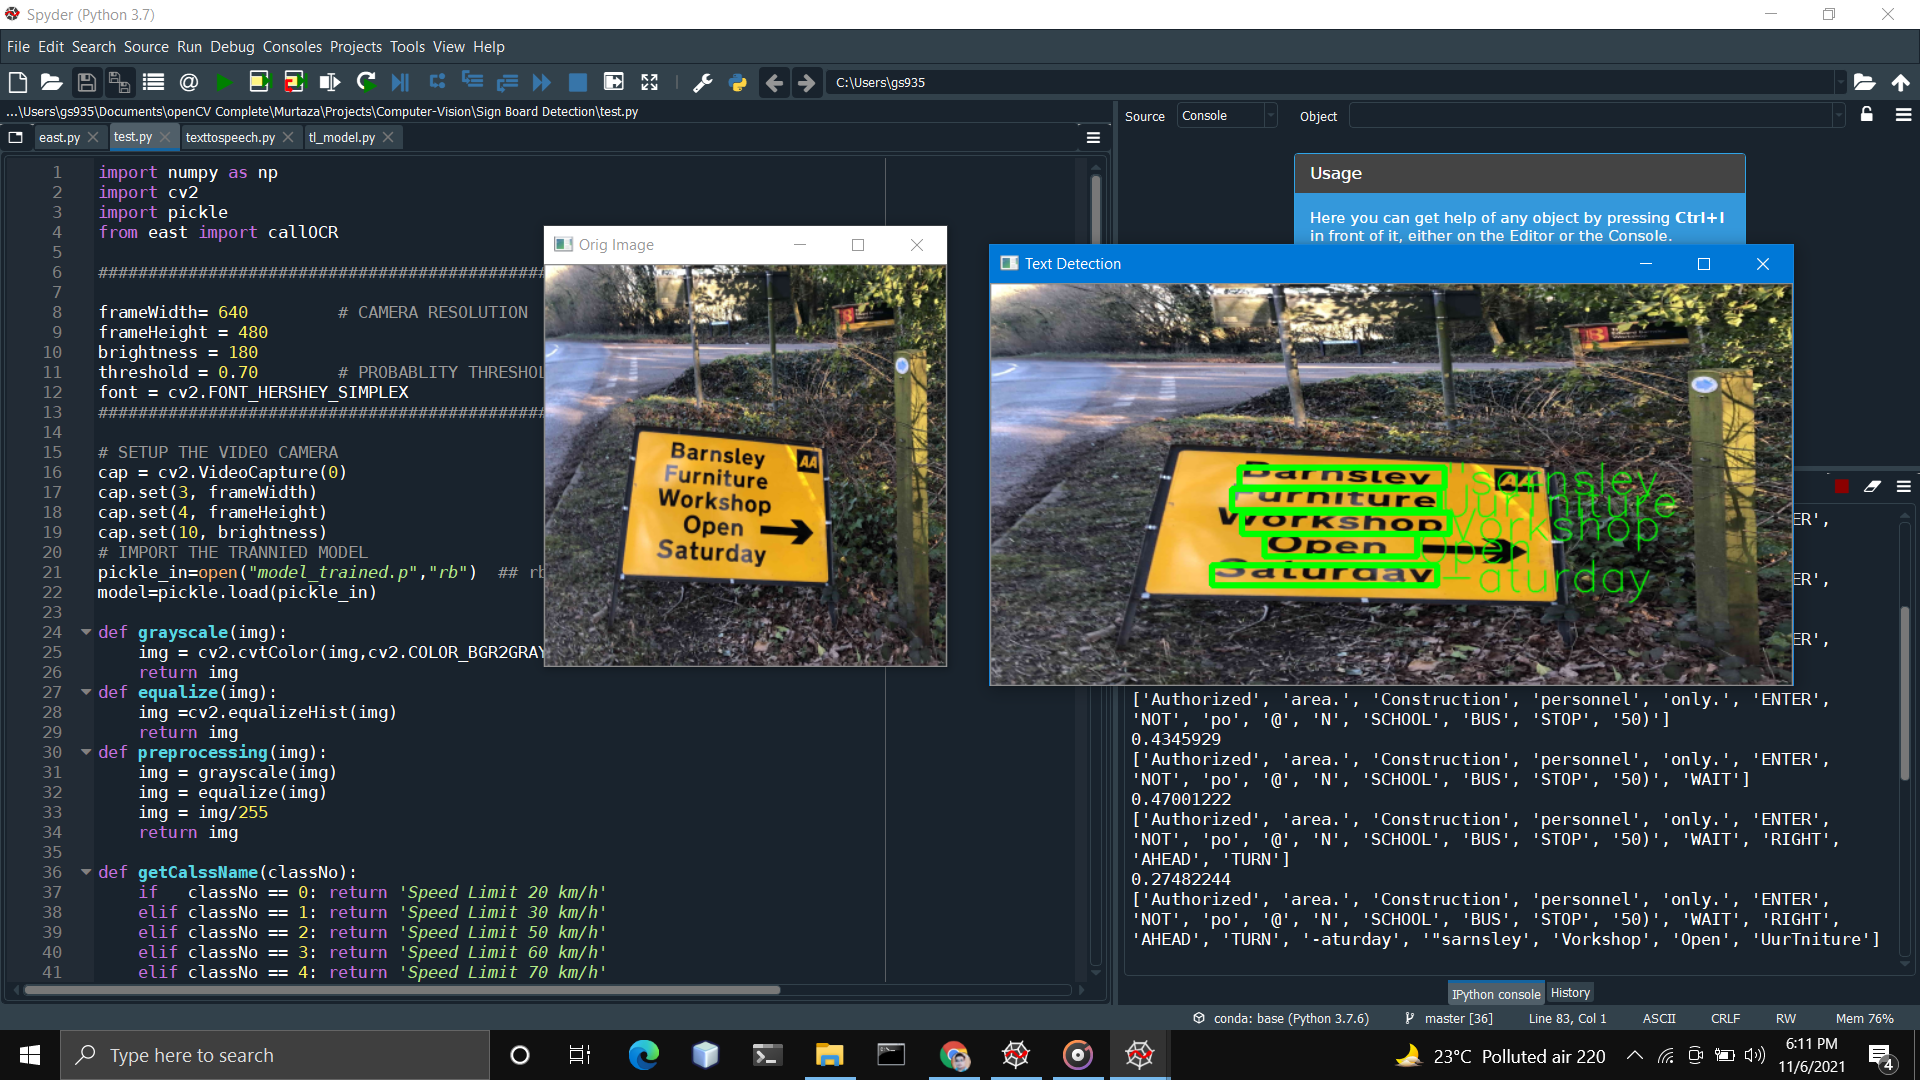 Spyder (Python 3.7)
File Edit Search Source Run Debug Consoles Projects Tools View Help
C:\Users\gs935
...\Users\gs935\Documents\openCV Complete\Murtaza\Projects\Computer-Vision\Sign Board Detection\test.py
east.py test.py texttospeech.py tl_model.py
1 import numpy as np
2 import cv2
3 import pickle
4 from east import callOCR
5
6 #############################################
7
8 frameWidth= 640 # CAMERA RESOLUTION
9 frameHeight = 480
10 brightness = 180
11 threshold = 0.70 # PROBABLITY THRESHOL
12 font = cv2.FONT_HERSHEY_SIMPLEX
13 #############################################
14
15 # SETUP THE VIDEO CAMERA
16 cap = cv2.VideoCapture(0)
17 cap.set(3, frameWidth)
18 cap.set(4, frameHeight)
19 cap.set(10, brightness)
20 # IMPORT THE TRANNIED MODEL
21 pickle_in=open("model_trained.p","rb") ## rb
22 model=pickle.load(pickle_in)
23
24 def grayscale(img):
25 img = cv2.cvtColor(img,cv2.COLOR_BGR2GRAY
26 return img
27 def equalize(img):
28 img =cv2.equalizeHist(img)
29 return img
30 def preprocessing(img):
31 img = grayscale(img)
32 img = equalize(img)
33 img = img/255
34 return img
35
36 def getCalssName(classNo):
37 if classNo == 0: return 'Speed Limit 20 km/h'
38 elif classNo == 1: return 'Speed Limit 30 km/h'
39 elif classNo == 2: return 'Speed Limit 50 km/h'
40 elif classNo == 3: return 'Speed Limit 60 km/h'
41 elif classNo == 4: return 'Speed Limit 70 km/h'
Orig Image
Barnsley AA
Furniture
Workshop
Open
Saturday
Source Console Object
Usage
Here you can get help of any object by pressing Ctrl+I
in front of it, either on the Editor or the Console.
Text Detection
Barnsley "sarnsley
Furniture UurTniture
Workshop Vorkshop
Open Open
Saturday -aturday
ER',
ER',
ER',
['Authorized', 'area.', 'Construction', 'personnel', 'only.', 'ENTER',
'NOT', 'po', '@', 'N', 'SCHOOL', 'BUS', 'STOP', '50)']
0.4345929
['Authorized', 'area.', 'Construction', 'personnel', 'only.', 'ENTER',
'NOT', 'po', '@', 'N', 'SCHOOL', 'BUS', 'STOP', '50)', 'WAIT']
0.47001222
['Authorized', 'area.', 'Construction', 'personnel', 'only.', 'ENTER',
'NOT', 'po', '@', 'N', 'SCHOOL', 'BUS', 'STOP', '50)', 'WAIT', 'RIGHT',
'AHEAD', 'TURN']
0.27482244
['Authorized', 'area.', 'Construction', 'personnel', 'only.', 'ENTER',
'NOT', 'po', '@', 'N', 'SCHOOL', 'BUS', 'STOP', '50)', 'WAIT', 'RIGHT',
'AHEAD', 'TURN', '-aturday', '"sarnsley', 'Vorkshop', 'Open', 'UurTniture']
IPython console History
conda: base (Python 3.7.6) master [36] Line 83, Col 1 ASCII CRLF RW Mem 76%
Type here to search
23°C Polluted air 220
6:11 PM
11/6/2021
4